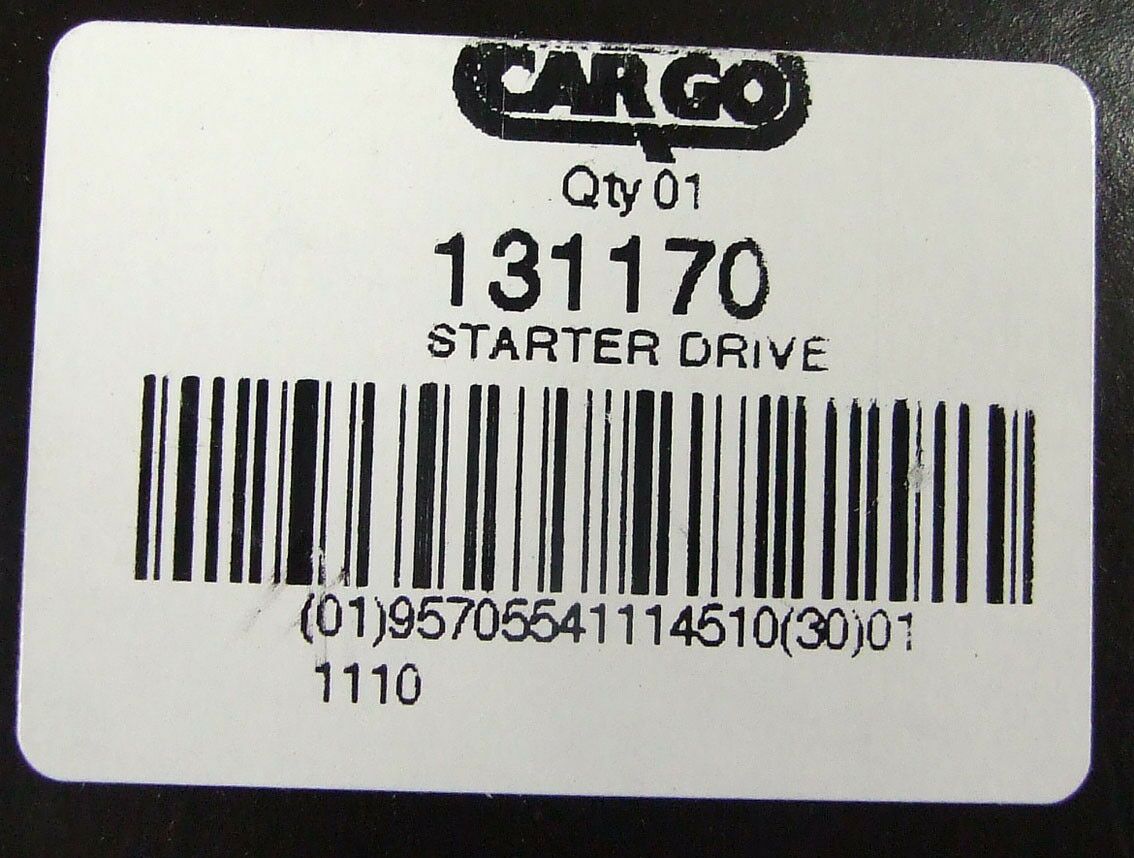 CARGO
Qty 01
131170
STARTER DRIVE
(01)95705541114510(30)01
1110